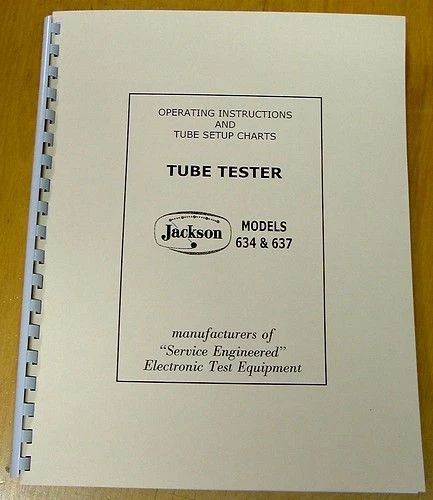 OPERATING INSTRUCTIONS
AND
TUBE SETUP CHARTS
TUBE TESTER
Jackson
MODELS
634 & 637
manufacturers of
"Service Engineered"
Electronic Test Equipment